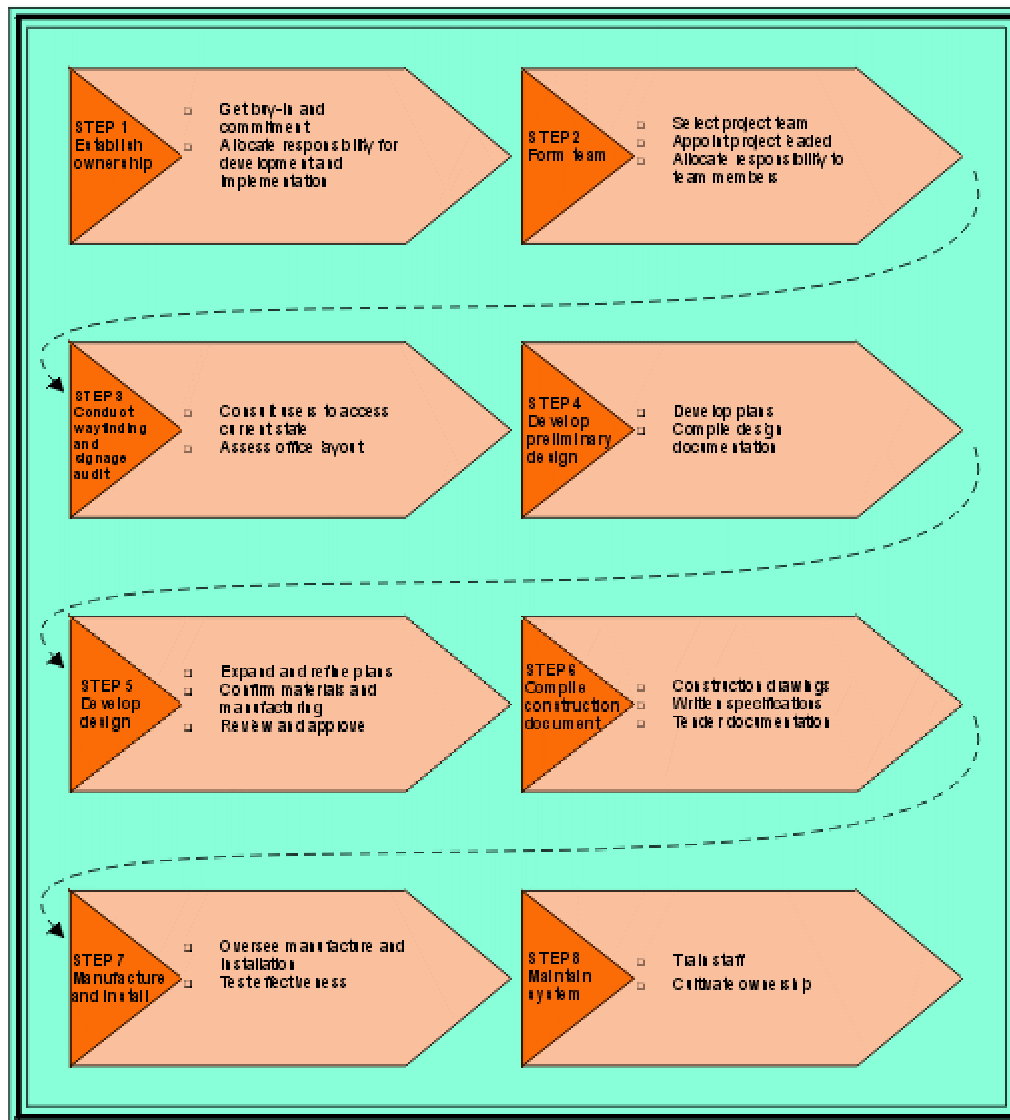 STEP 1
Establish
ownership
Get buy-in and
commitment
Allocate responsibility for
development and
implementation
STEP 2
Form team
Select project team
Appoint project leaded
Allocate responsibility to
team members
STEP 3
Conduct
wayfinding
and
signage
audit
Consult users to access
current state
Assess office layout
STEP 4
Develop
preliminary
design
Develop plans
Compile design
documentation
STEP 5
Develop
design
Expand and refine plans
Confirm materials and
manufacturing
Review and approve
STEP 6
Compile
construction
document
Construction drawings
Written specifications
Tender documentation
STEP 7
Manufacture
and install
Oversee manufacture and
installation
Test effectiveness
STEP 8
Maintain
system
Train staff
Cultivate ownership